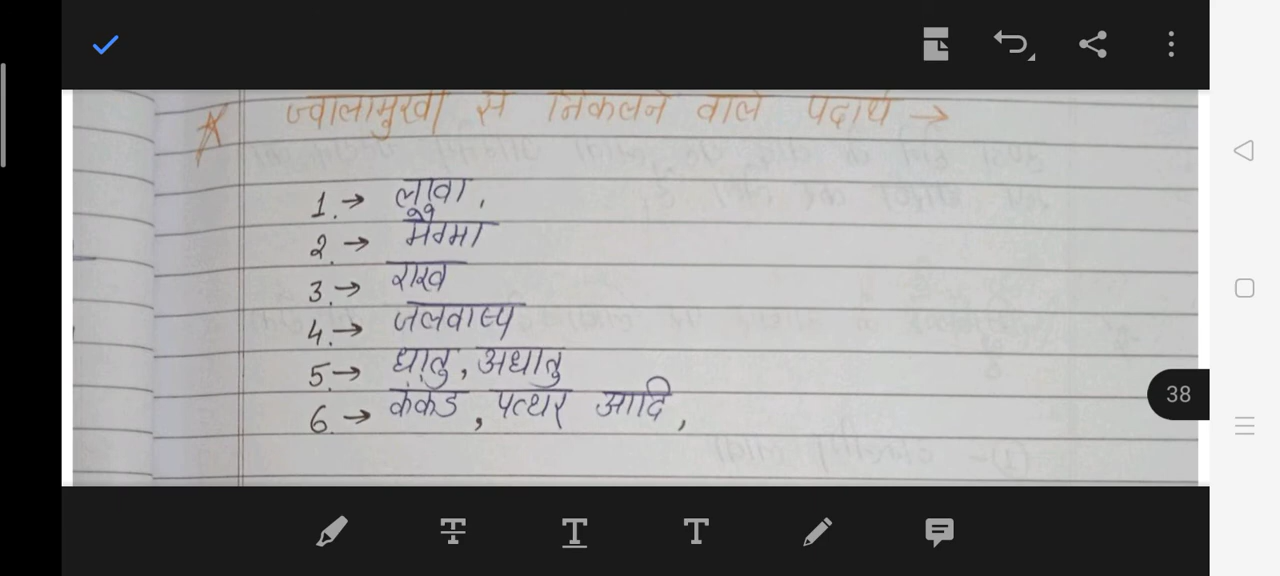 ज्वालामुखी से निकलने वाले पदार्थ →
1.→ लावा,
2.→ मैग्मा
3.→ राख
4.→ जलवाष्प
5.→ धातु, अधातु
6.→ कंकड, पत्थर आदि,
38